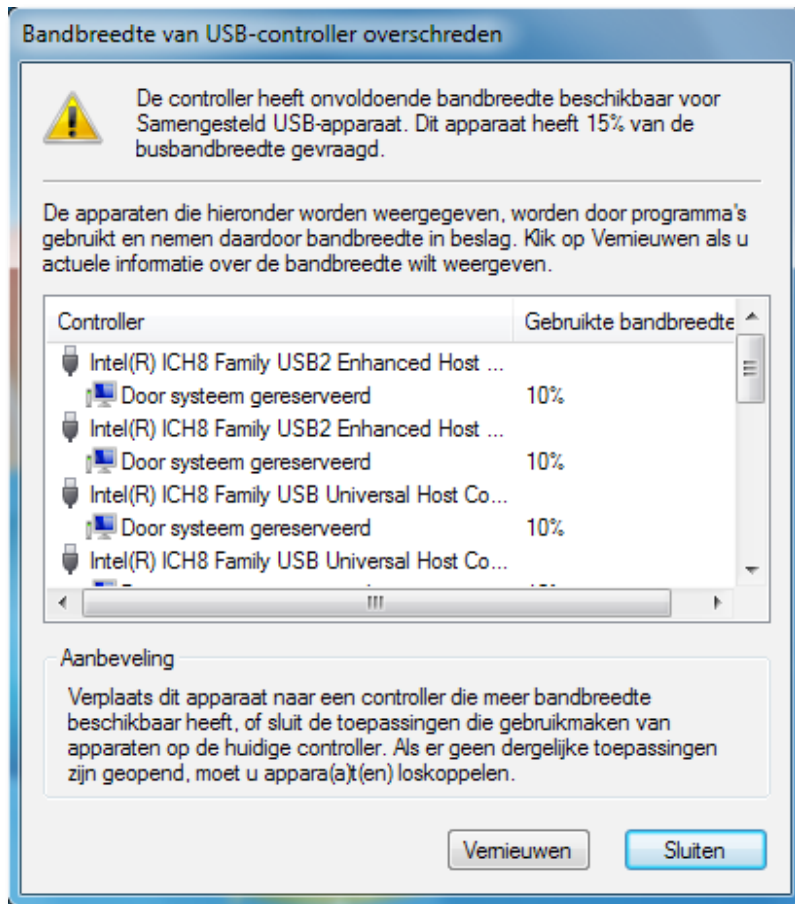 Bandbreedte van USB-controller overschreden
De controller heeft onvoldoende bandbreedte beschikbaar voor
Samengesteld USB-apparaat. Dit apparaat heeft 15% van de
busbandbreedte gevraagd.
De apparaten die hieronder worden weergegeven, worden door programma's
gebruikt en nemen daardoor bandbreedte in beslag. Klik op Vernieuwen als u
actuele informatie over de bandbreedte wilt weergeven.
Controller Gebruikte bandbreedte
Intel(R) ICH8 Family USB2 Enhanced Host ...
Door systeem gereserveerd 10%
Intel(R) ICH8 Family USB2 Enhanced Host ...
Door systeem gereserveerd 10%
Intel(R) ICH8 Family USB Universal Host Co...
Door systeem gereserveerd 10%
Intel(R) ICH8 Family USB Universal Host Co...
Aanbeveling
Verplaats dit apparaat naar een controller die meer bandbreedte
beschikbaar heeft, of sluit de toepassingen die gebruikmaken van
apparaten op de huidige controller. Als er geen dergelijke toepassingen
zijn geopend, moet u appara(a)t(en) loskoppelen.
Vernieuwen Sluiten